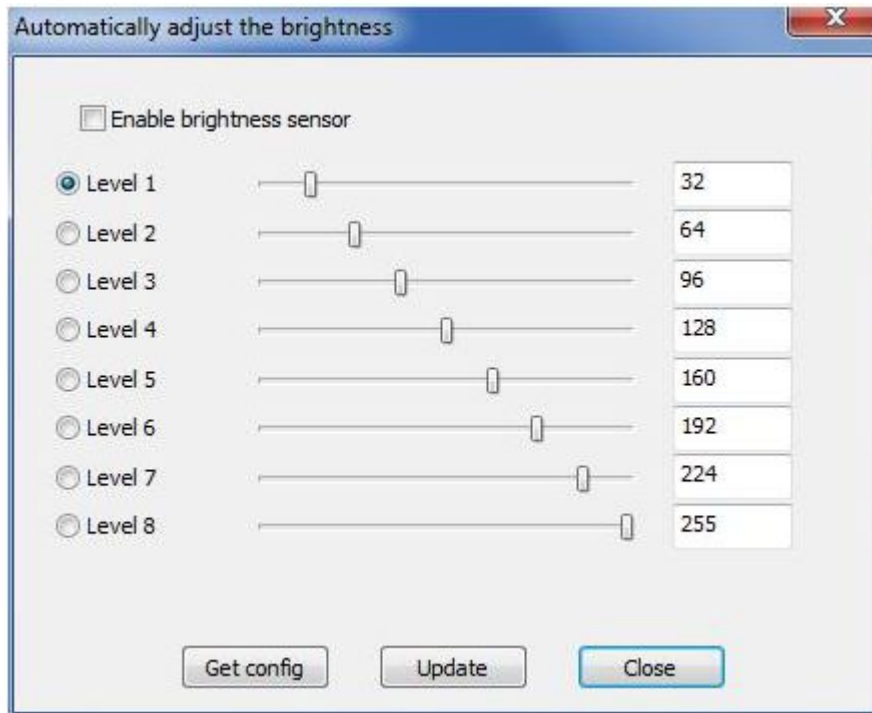 Automatically adjust the brightness
Enable brightness sensor
Level 1 32
Level 2 64
Level 3 96
Level 4 128
Level 5 160
Level 6 192
Level 7 224
Level 8 255
Get config Update Close